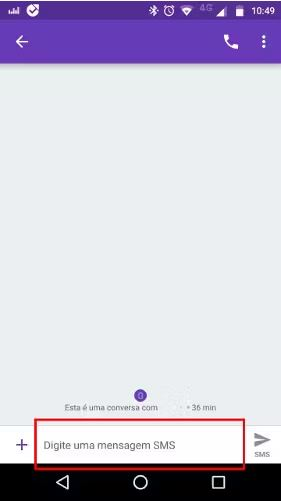 4G 10:49
Esta é uma conversa com
• 36 min
Digite uma mensagem SMS
SMS